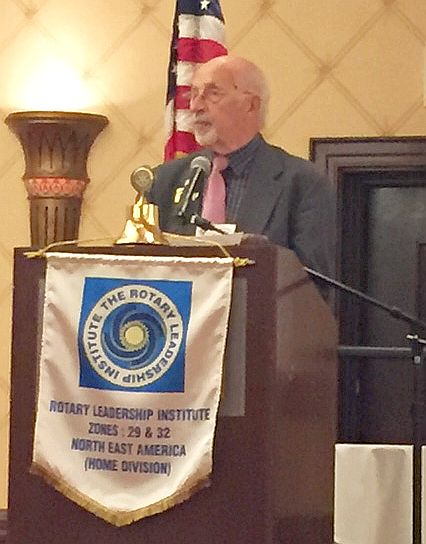 THE ROTARY LEADERSHIP INSTITUTE
ROTARY LEADERSHIP INSTITUTE
ZONES : 29 & 32
NORTH EAST AMERICA
(HOME DIVISION)